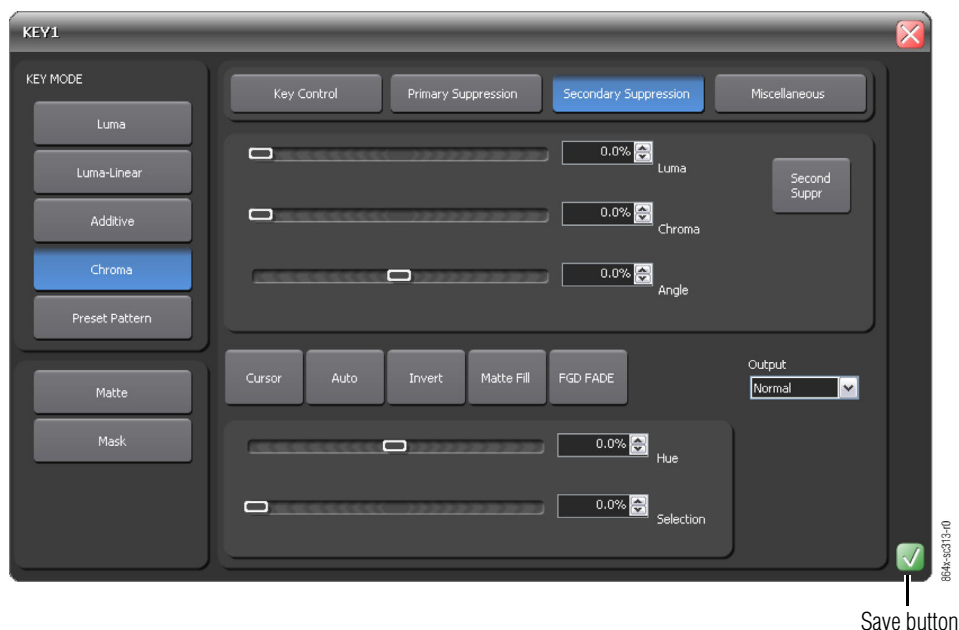 KEY1
KEY MODE
Luma
Luma-Linear
Additive
Chroma
Preset Pattern
Matte
Mask
Key Control
Primary Suppression
Secondary Suppression
Miscellaneous
0.0%
Luma
0.0%
Chroma
0.0%
Angle
Second
Suppr
Cursor
Auto
Invert
Matte Fill
FGD FADE
Output
Normal
0.0%
Hue
0.0%
Selection
864x-sc313-r0
Save button